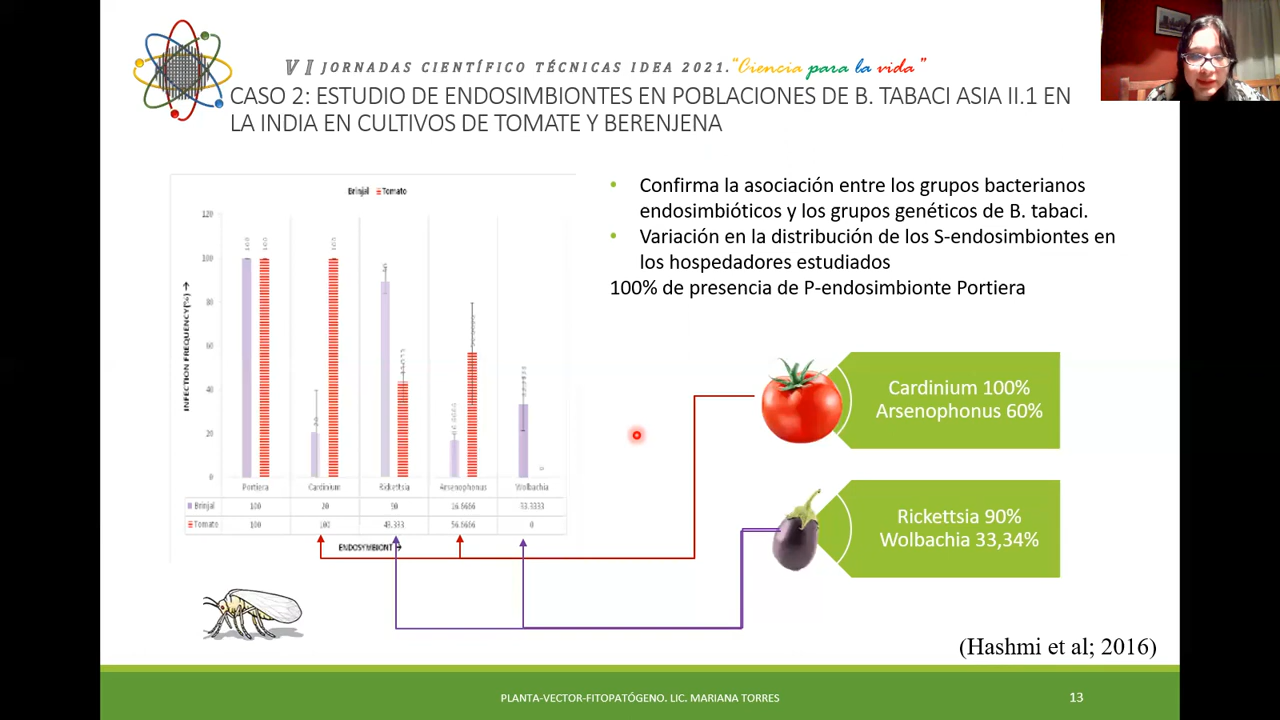 VI JORNADAS CIENTÍFICO TÉCNICAS IDEA 2021. “Ciencia para la vida”
CASO 2: ESTUDIO DE ENDOSIMBIONTES EN POBLACIONES DE B. TABACI ASIA II.1 EN
LA INDIA EN CULTIVOS DE TOMATE Y BERENJENA
Brinjal Tomato
120
100
80
60
40
20
0
INFECTION FREQUENCY(%)
100 100 100
Portiera Cardinium Rickettsia Arsenophonus Wolbachia
Brinjal 100 20 90 16.6666 33.3333
Tomato 100 100 43.333 56.6666 0
ENDOSYMBIONT
• Confirma la asociación entre los grupos bacterianos
endosimbióticos y los grupos genéticos de B. tabaci.
• Variación en la distribución de los S-endosimbiontes en
los hospedadores estudiados
100% de presencia de P-endosimbionte Portiera
Cardinium 100%
Arsenophonus 60%
Rickettsia 90%
Wolbachia 33,34%
(Hashmi et al; 2016)
PLANTA-VECTOR-FITOPATÓGENO. LIC. MARIANA TORRES
13